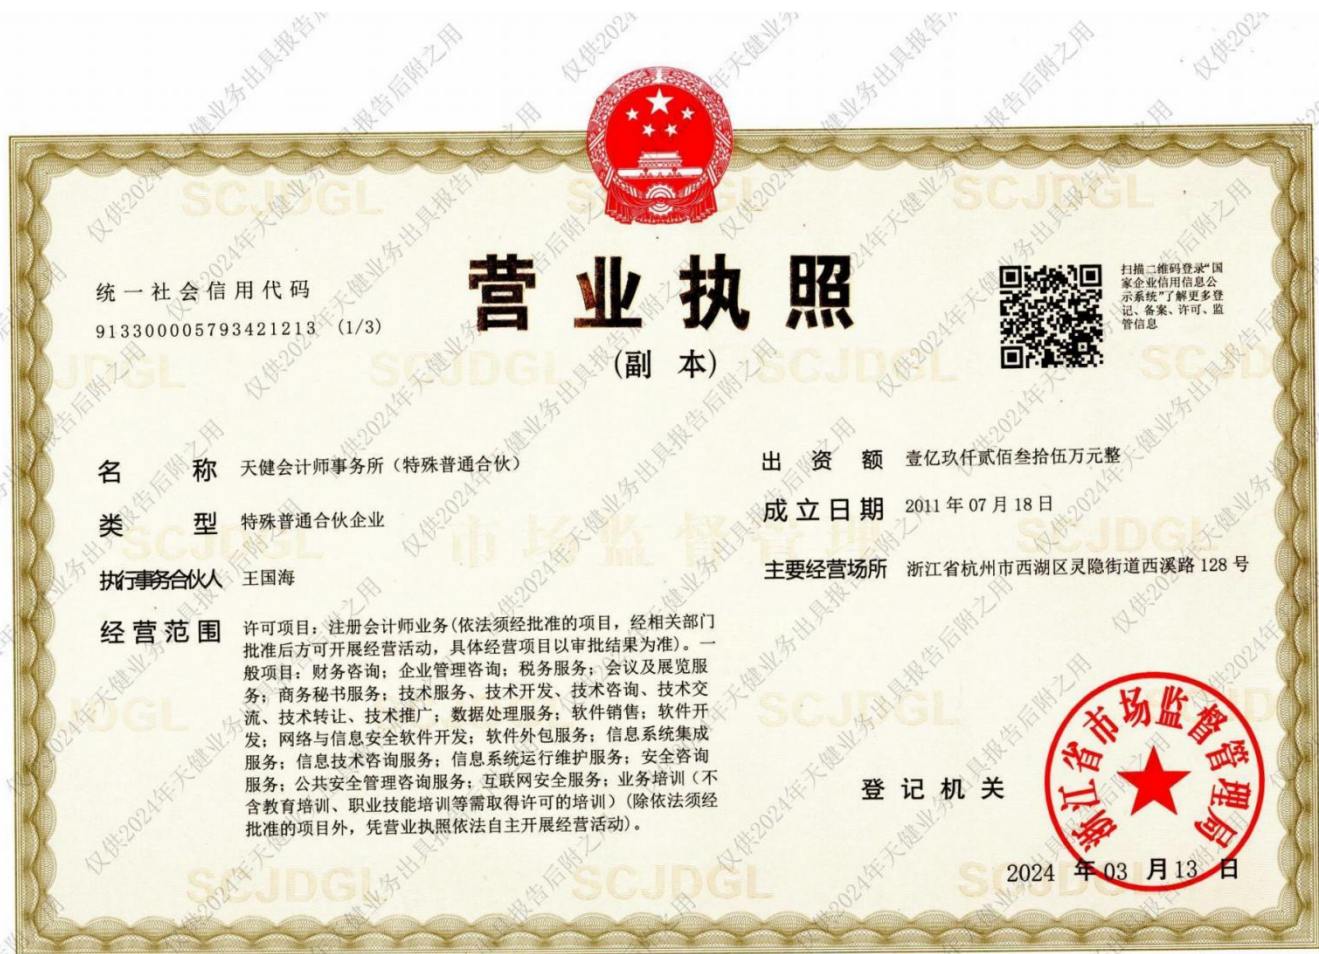 营业执照
(副 本)
统一社会信用代码
913300005793421213 (1/3)
扫描二维码登录“国
家企业信用信息公
示系统”了解更多登
记、备案、许可、监
管信息
名 称 天健会计师事务所（特殊普通合伙）
类 型 特殊普通合伙企业
执行事务合伙人 王国海
经营范围 许可项目：注册会计师业务(依法须经批准的项目，经相关部门
批准后方可开展经营活动，具体经营项目以审批结果为准)。一
般项目：财务咨询；企业管理咨询；税务服务；会议及展览服
务；商务秘书服务；技术服务、技术开发、技术咨询、技术交
流、技术转让、技术推广；数据处理服务；软件销售；软件开
发；网络与信息安全软件开发；软件外包服务；信息系统集成
服务；信息技术咨询服务；信息系统运行维护服务；安全咨询
服务；公共安全管理咨询服务；互联网安全服务；业务培训（不
含教育培训、职业技能培训等需取得许可的培训）(除依法须经
批准的项目外，凭营业执照依法自主开展经营活动)。
出 资 额 壹亿玖仟贰佰叁拾伍万元整
成立日期 2011 年 07 月 18 日
主要经营场所 浙江省杭州市西湖区灵隐街道西溪路 128 号
登记机关
浙江省市场监督管理局
2024 年 03 月 13 日
SCJDGL
市场监督管理
仅供2024年天健业务出具报告后附之用